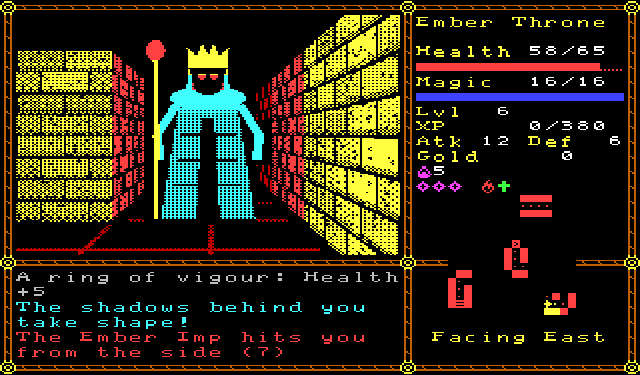 Ember Throne
Health 58/65
Magic 16/16
Lvl 6
XP 0/380
Atk 12 Def 6
Gold 0
5
Facing East
A ring of vigour: Health
+5
The shadows behind you
take shape!
The Ember Imp hits you
from the side (7)